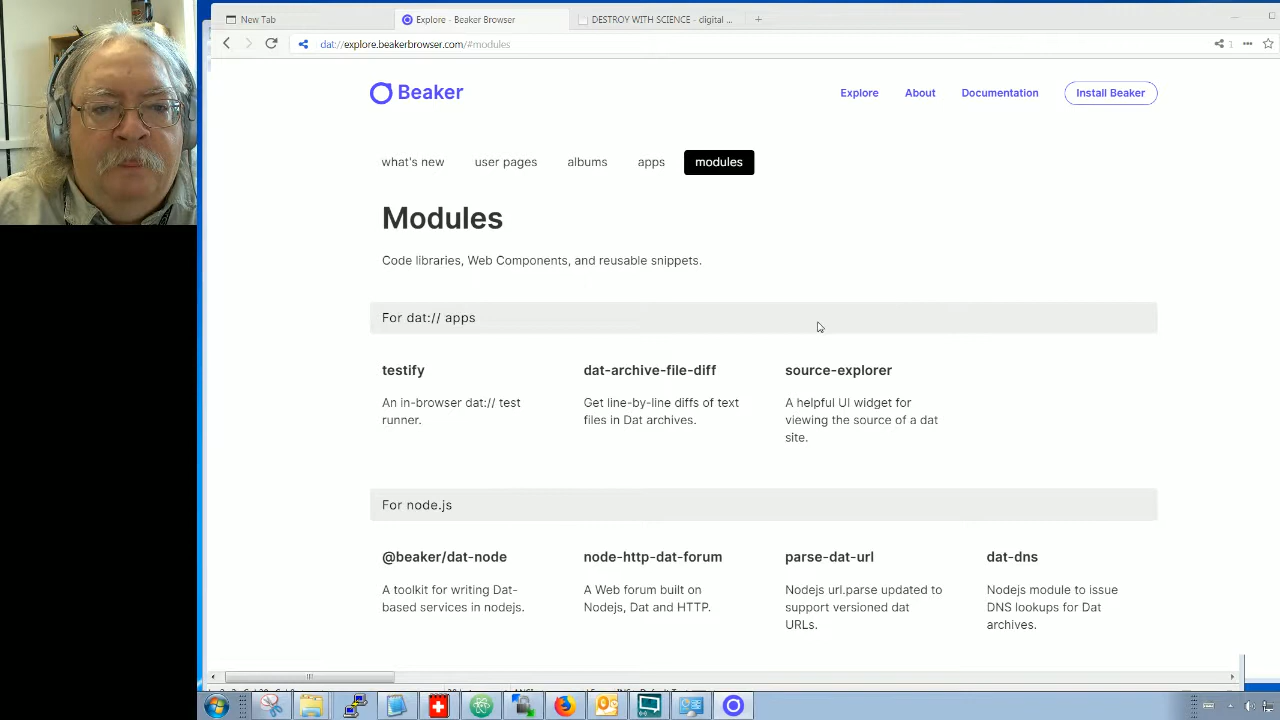 New Tab
Explore - Beaker Browser
DESTROY WITH SCIENCE - digital ...
dat://explore.beakerbrowser.com/#modules
1
Beaker
Explore
About
Documentation
Install Beaker
what's new
user pages
albums
apps
modules
Modules
Code libraries, Web Components, and reusable snippets.
For dat:// apps
testify
An in-browser dat:// test
runner.
dat-archive-file-diff
Get line-by-line diffs of text
files in Dat archives.
source-explorer
A helpful UI widget for
viewing the source of a dat
site.
For node.js
@beaker/dat-node
A toolkit for writing Dat-
based services in nodejs.
node-http-dat-forum
A Web forum built on
Nodejs, Dat and HTTP.
parse-dat-url
Nodejs url.parse updated to
support versioned dat
URLs.
dat-dns
Nodejs module to issue
DNS lookups for Dat
archives.